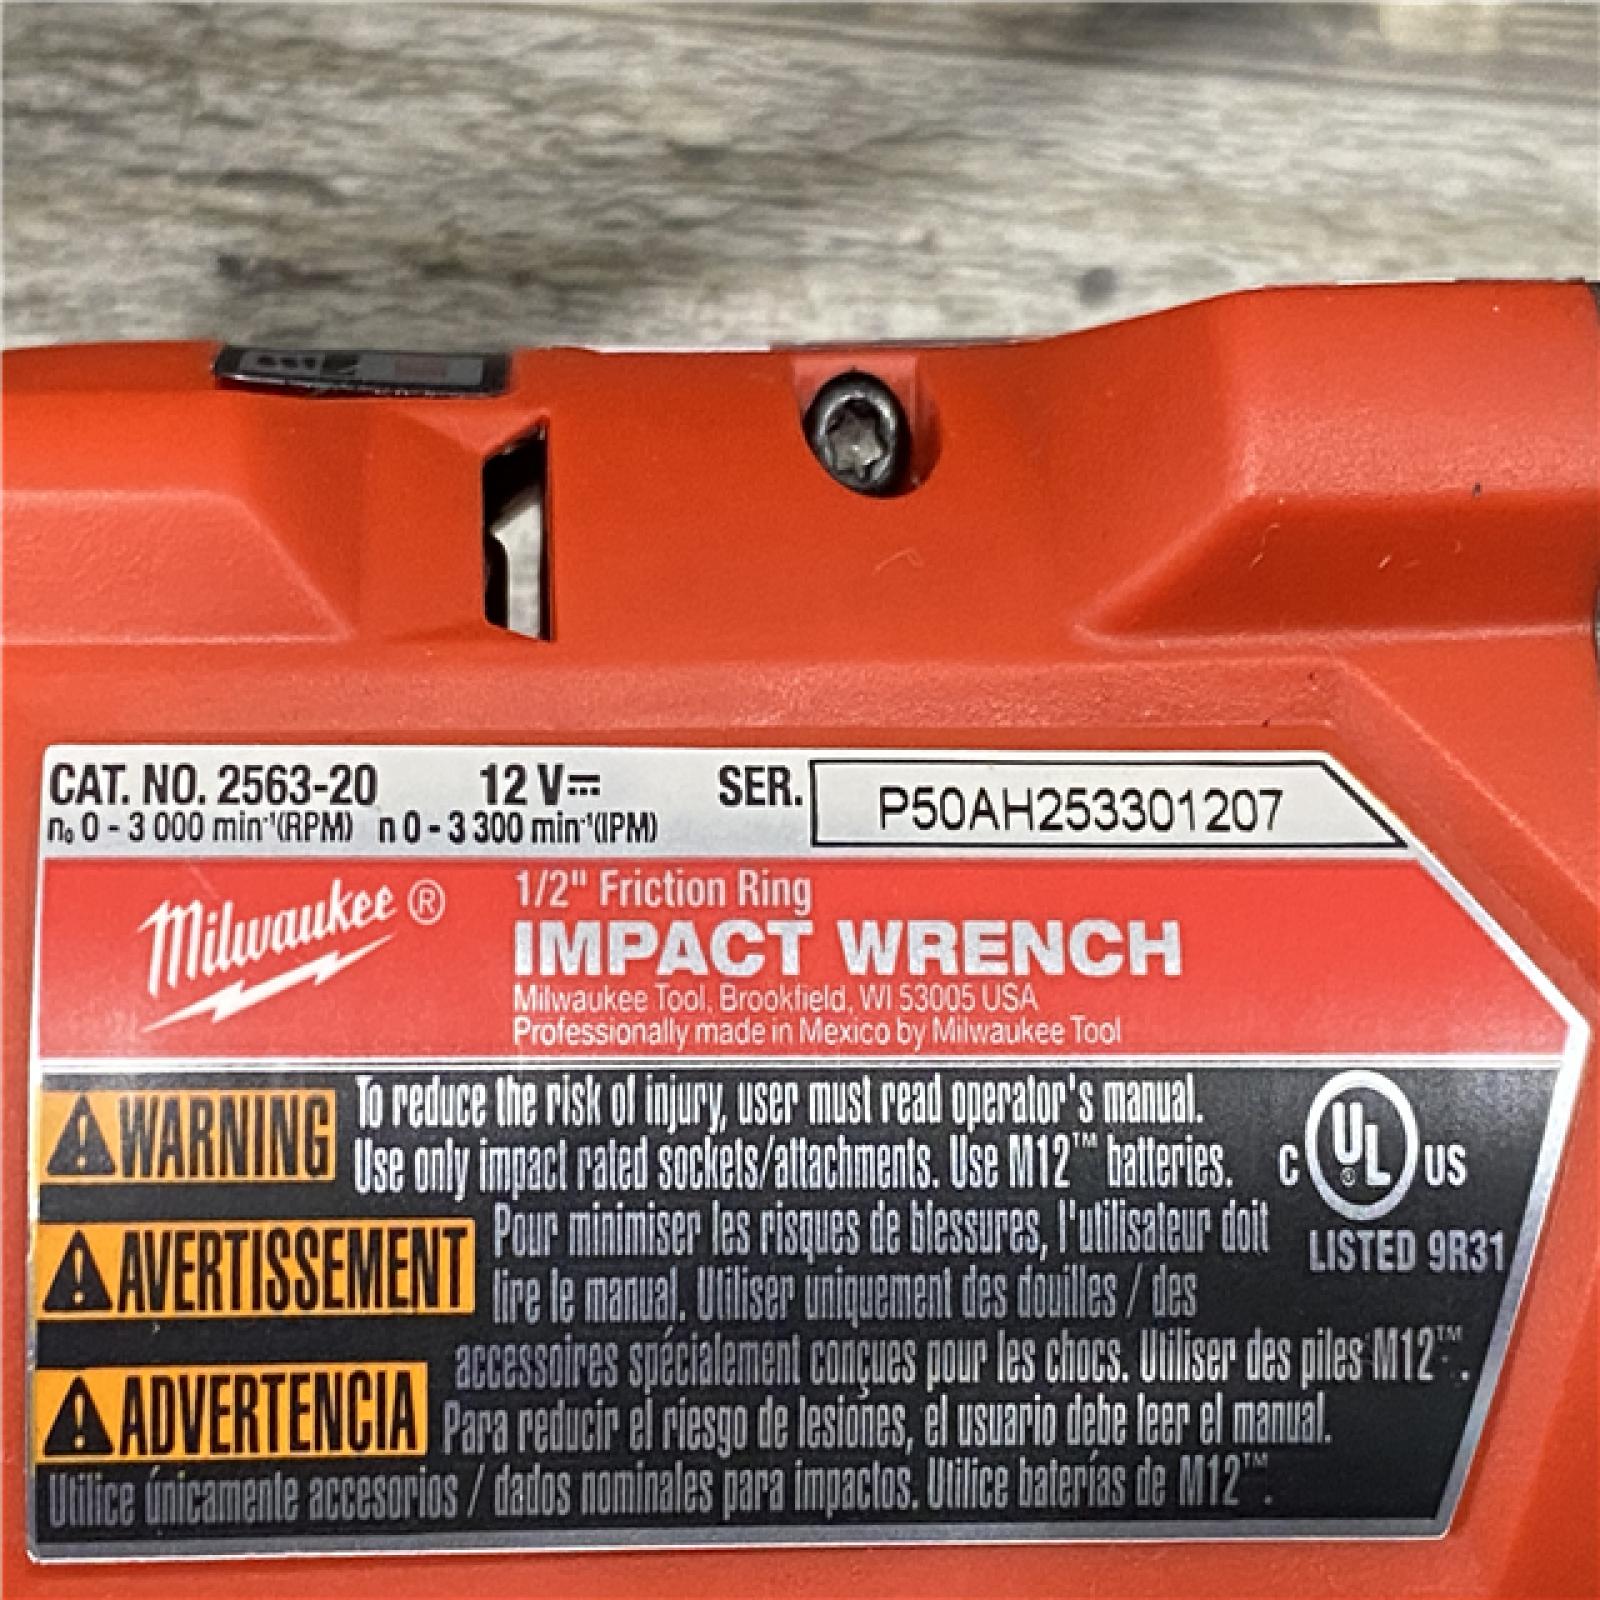 CAT. NO. 2563-20 12 V⎓ SER. P50AH253301207
n₀ 0 - 3 000 min⁻¹(RPM) n 0 - 3 300 min⁻¹(IPM)
Milwaukee®
1/2" Friction Ring
IMPACT WRENCH
Milwaukee Tool, Brookfield, WI 53005 USA
Professionally made in Mexico by Milwaukee Tool
WARNING To reduce the risk of injury, user must read operator's manual.
Use only impact rated sockets/attachments. Use M12™ batteries.
C UL® US
LISTED 9R31
AVERTISSEMENT Pour minimiser les risques de blessures, l'utilisateur doit
lire le manual. Utiliser uniquement des douilles / des
accessoires spécialement conçues pour les chocs. Utiliser des piles M12™.
ADVERTENCIA Para reducir el riesgo de lesiones, el usuario debe leer el manual.
Utilice únicamente accesorios / dados nominales para impactos. Utilice baterías de M12™.